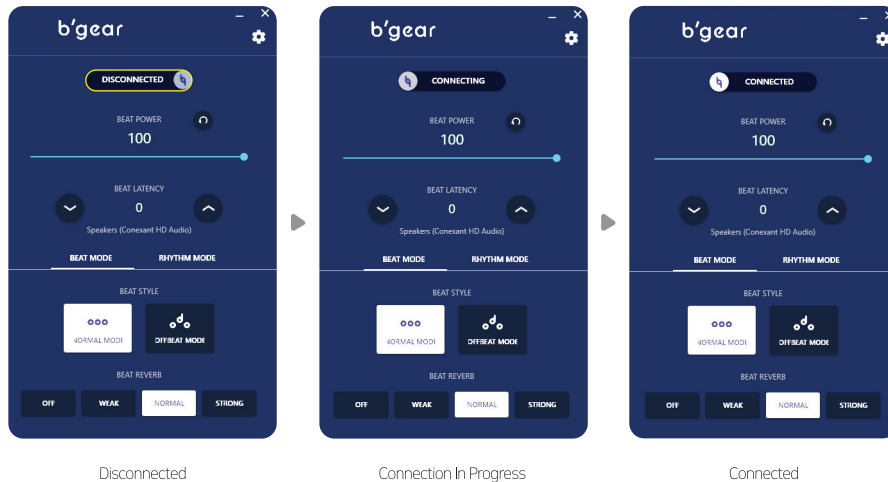 b'gear
DISCONNECTED
BEAT POWER
100
BEAT LATENCY
0
Speakers (Conexant HD Audio)
BEAT MODE RHYTHM MODE
BEAT STYLE
NORMAL MODE OFFBEAT MODE
BEAT REVERB
OFF WEAK NORMAL STRONG
Disconnected
b'gear
CONNECTING
BEAT POWER
100
BEAT LATENCY
0
Speakers (Conexant HD Audio)
BEAT MODE RHYTHM MODE
BEAT STYLE
NORMAL MODE OFFBEAT MODE
BEAT REVERB
OFF WEAK NORMAL STRONG
Connection In Progress
b'gear
CONNECTED
BEAT POWER
100
BEAT LATENCY
0
Speakers (Conexant HD Audio)
BEAT MODE RHYTHM MODE
BEAT STYLE
NORMAL MODE OFFBEAT MODE
BEAT REVERB
OFF WEAK NORMAL STRONG
Connected